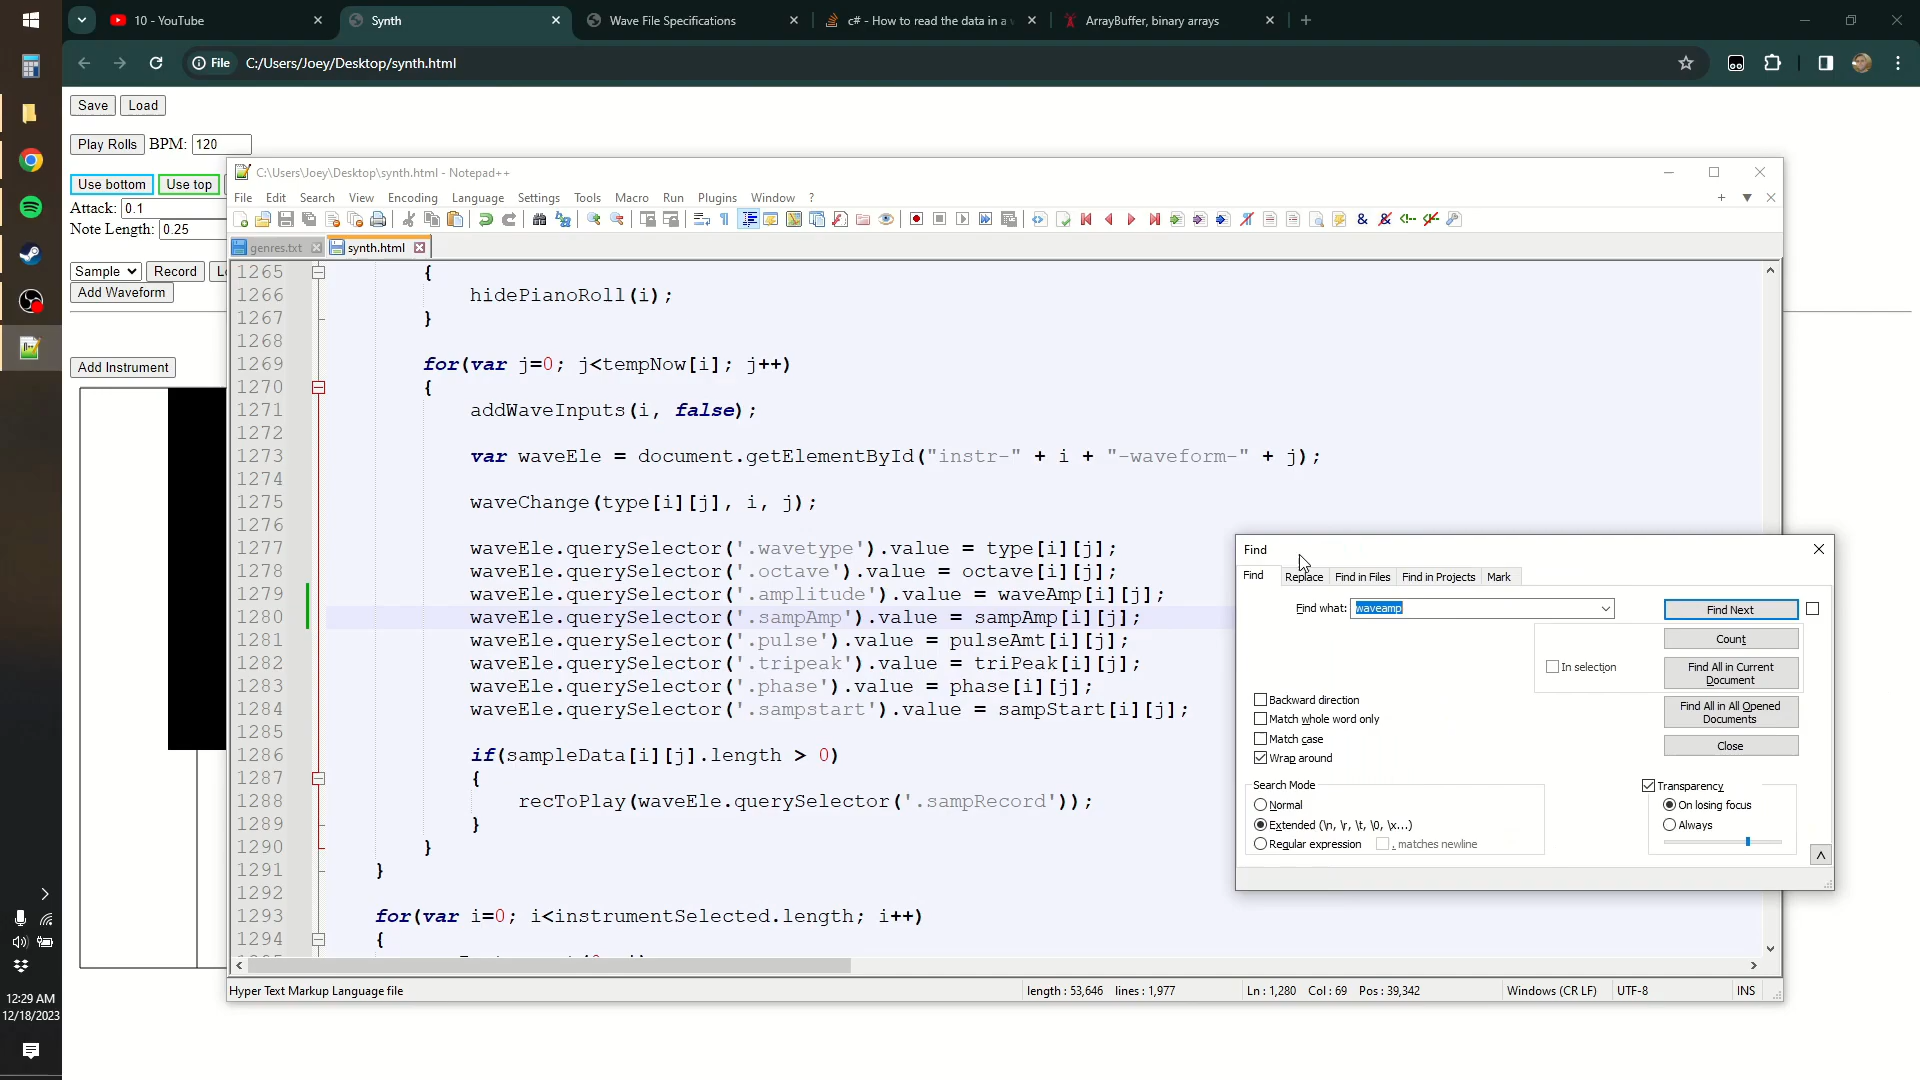 10 - YouTube
Synth
Wave File Specifications
c# - How to read the data in a
ArrayBuffer, binary arrays
File
C:/Users/Joey/Desktop/synth.html
Save
Load
Play Rolls
BPM:
120
Use bottom
Use top
Attack:
0.1
Note Length:
0.25
Sample
Record
Add Waveform
Add Instrument
C:\Users\Joey\Desktop\synth.html - Notepad++
File Edit Search View Encoding Settings Tools Macro Run Plugins Window ?
genres.txt
synth.html
1265 {
1266 hidePianoRoll(i);
1267 }
1268
1269 for(var j=0; j<tempNow[i]; j++)
1270 {
1271 addWaveInputs(i, false);
1272
1273 var waveEle = document.getElementById("instr-" + i + "-waveform-" + j);
1274
1275 waveChange(type[i][j], i, j);
1276
1277 waveEle.querySelector('.wavetype').value = type[i][j];
1278 waveEle.querySelector('.octave').value = octave[i][j];
1279 waveEle.querySelector('.amplitude').value = waveAmp[i][j];
1280 waveEle.querySelector('.sampAmp').value = sampAmp[i][j];
1281 waveEle.querySelector('.pulse').value = pulseAmt[i][j];
1282 waveEle.querySelector('.tripeak').value = triPeak[i][j];
1283 waveEle.querySelector('.phase').value = phase[i][j];
1284 waveEle.querySelector('.sampstart').value = sampStart[i][j];
1285
1286 if(sampleData[i][j].length > 0)
1287 {
1288 recToPlay(waveEle.querySelector('.sampRecord'));
1289 }
1290 }
1291 }
1292
1293 for(var i=0; i<instrumentSelected.length; i++)
1294 {
Find
Find
Replace
Find in Files
Find in Projects
Mark
Find what:
waveamp
Find Next
Count
In selection
Find All in Current
Document
Find All in All Opened
Documents
Close
Backward direction
Match whole word only
Match case
Wrap around
Search Mode
Normal
Extended (\n, \r, \t, \0, \x...)
Regular expression
. matches newline
Transparency
On losing focus
Always
Hyper Text Markup Language file
length : 53,646 lines : 1,977
Ln : 1,280 Col : 69 Pos : 39,342
Windows (CR LF)
UTF-8
INS
12:29 AM
12/18/2023